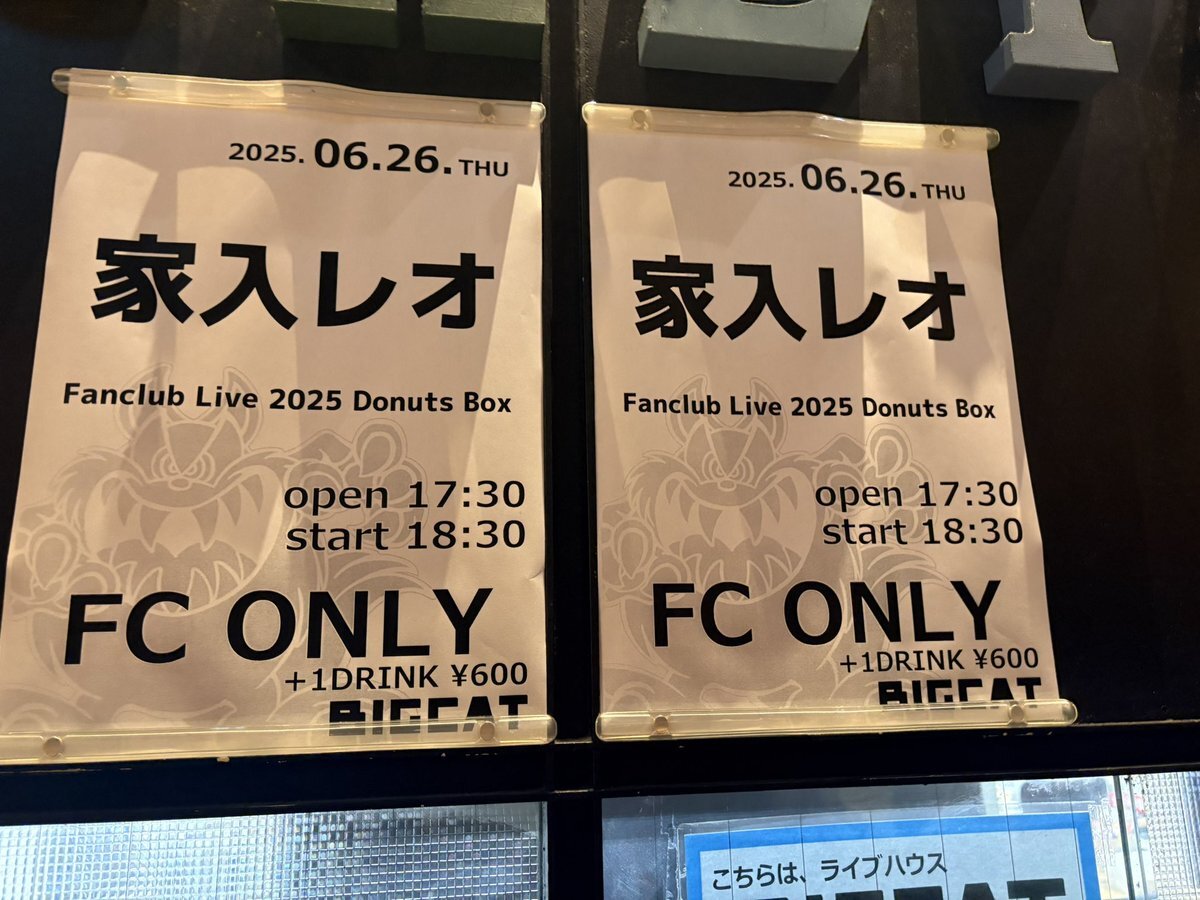 2025. 06.26. THU
家入レオ
Fanclub Live 2025 Donuts Box
open 17:30
start 18:30
FC ONLY
+1DRINK ¥600
BIGCAT
2025. 06.26. THU
家入レオ
Fanclub Live 2025 Donuts Box
open 17:30
start 18:30
FC ONLY
+1DRINK ¥600
BIGCAT
こちらは、ライブハウス
BIGCAT